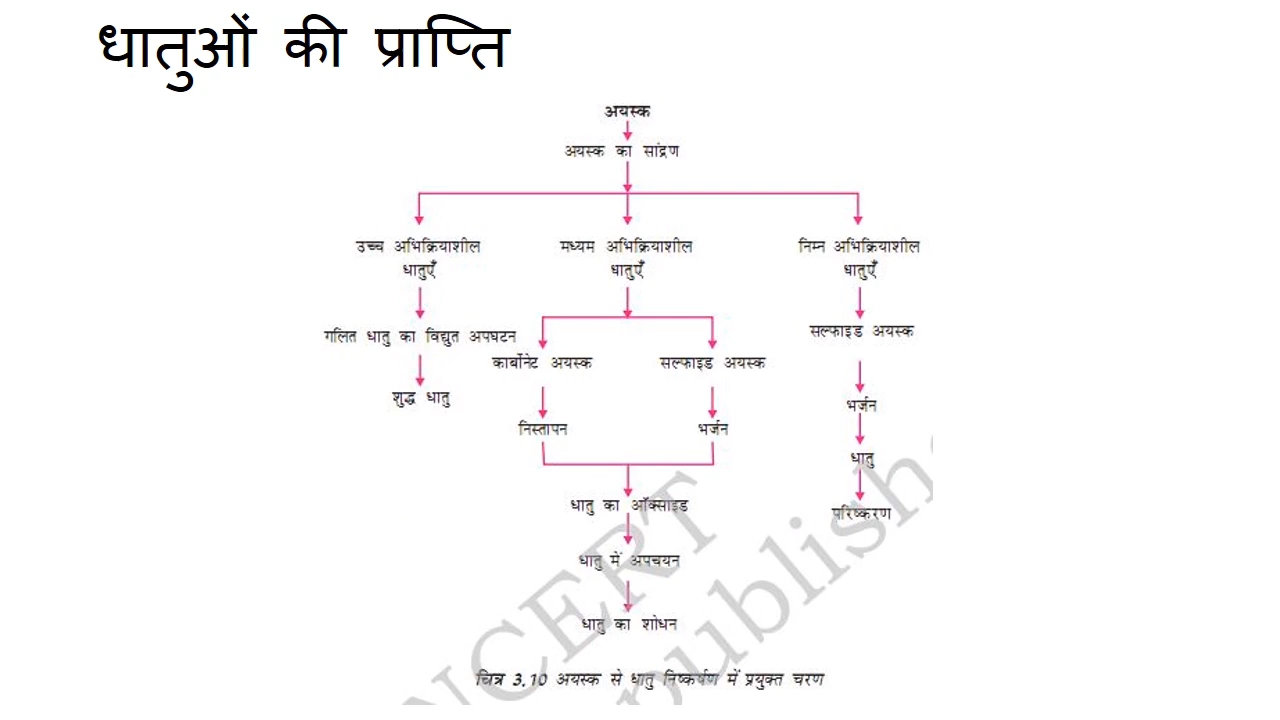 धातुओं की प्राप्ति
अयस्क
अयस्क का सांद्रण
उच्च अभिक्रियाशील
धातुएँ
मध्यम अभिक्रियाशील
धातुएँ
निम्न अभिक्रियाशील
धातुएँ
गलित धातु का विद्युत अपघटन
शुद्ध धातु
कार्बोनेट अयस्क
सल्फाइड अयस्क
निस्तापन
भर्जन
धातु का ऑक्साइड
धातु में अपचयन
धातु का शोधन
सल्फाइड अयस्क
भर्जन
धातु
परिष्करण
चित्र 3.10 अयस्क से धातु निष्कर्षण में प्रयुक्त चरण
NCERT